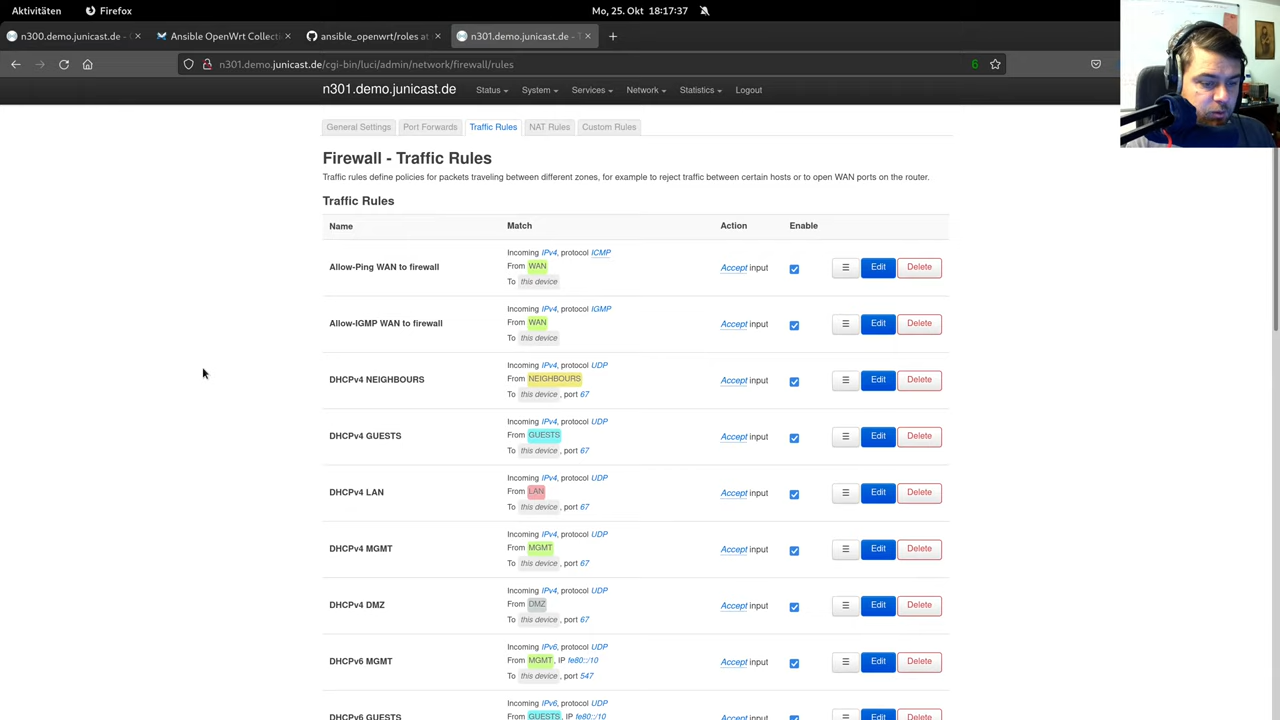 Aktivitäten Firefox Mo, 25. Okt 18:17:37
n300.demo.junicast.de - Ansible OpenWrt Collecti ansible_openwrt/roles at n301.demo.junicast.de - T
n301.demo.junicast.de/cgi-bin/luci/admin/network/firewall/rules 6
n301.demo.junicast.de Status System Services Network Statistics Logout
General Settings Port Forwards Traffic Rules NAT Rules Custom Rules
Firewall - Traffic Rules
Traffic rules define policies for packets traveling between different zones, for example to reject traffic between certain hosts or to open WAN ports on the router.
Traffic Rules
Name Match Action Enable
Incoming IPv4, protocol ICMP
From WAN
To this device
Allow-Ping WAN to firewall Accept input Edit Delete
Incoming IPv4, protocol IGMP
From WAN
To this device
Allow-IGMP WAN to firewall Accept input Edit Delete
Incoming IPv4, protocol UDP
From NEIGHBOURS
To this device , port 67
DHCPv4 NEIGHBOURS Accept input Edit Delete
Incoming IPv4, protocol UDP
From GUESTS
To this device , port 67
DHCPv4 GUESTS Accept input Edit Delete
Incoming IPv4, protocol UDP
From LAN
To this device , port 67
DHCPv4 LAN Accept input Edit Delete
Incoming IPv4, protocol UDP
From MGMT
To this device , port 67
DHCPv4 MGMT Accept input Edit Delete
Incoming IPv4, protocol UDP
From DMZ
To this device , port 67
DHCPv4 DMZ Accept input Edit Delete
Incoming IPv6, protocol UDP
From MGMT , IP fe80::/10
To this device , port 547
DHCPv6 MGMT Accept input Edit Delete
Incoming IPv6, protocol UDP
From GUESTS , IP fe80::/10
DHCPv6 GUESTS Accept input Edit Delete